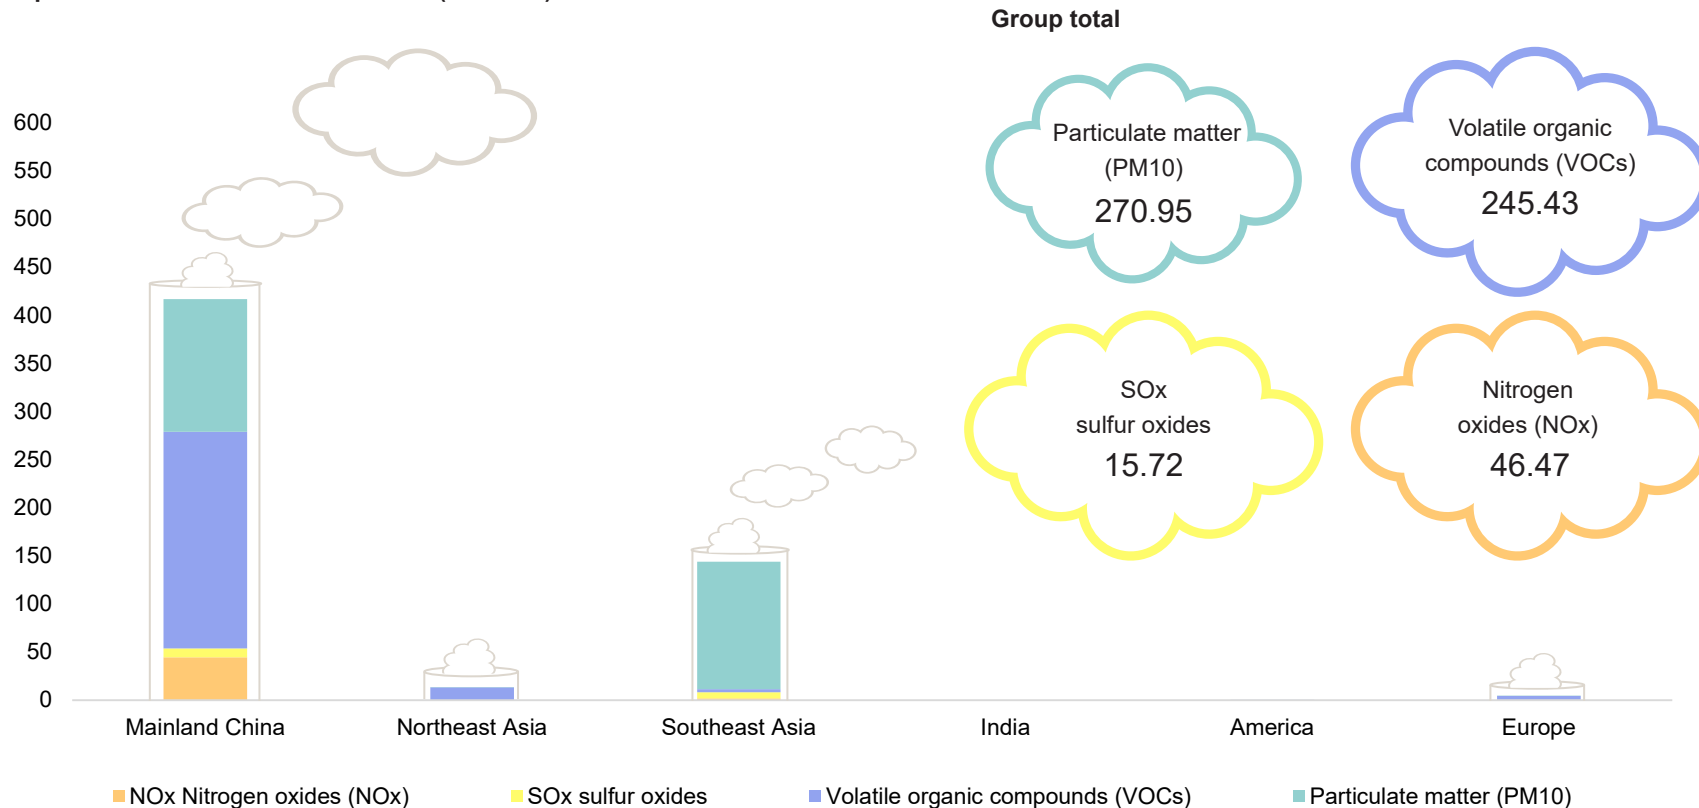 Group total
Particulate matter
(PM10)
270.95
Volatile organic
compounds (VOCs)
245.43
SOx
sulfur oxides
15.72
Nitrogen
oxides (NOx)
46.47
600
550
500
450
400
350
300
250
200
150
100
50
0
Mainland China
Northeast Asia
Southeast Asia
India
America
Europe
NOx Nitrogen oxides (NOx)
SOx sulfur oxides
Volatile organic compounds (VOCs)
Particulate matter (PM10)